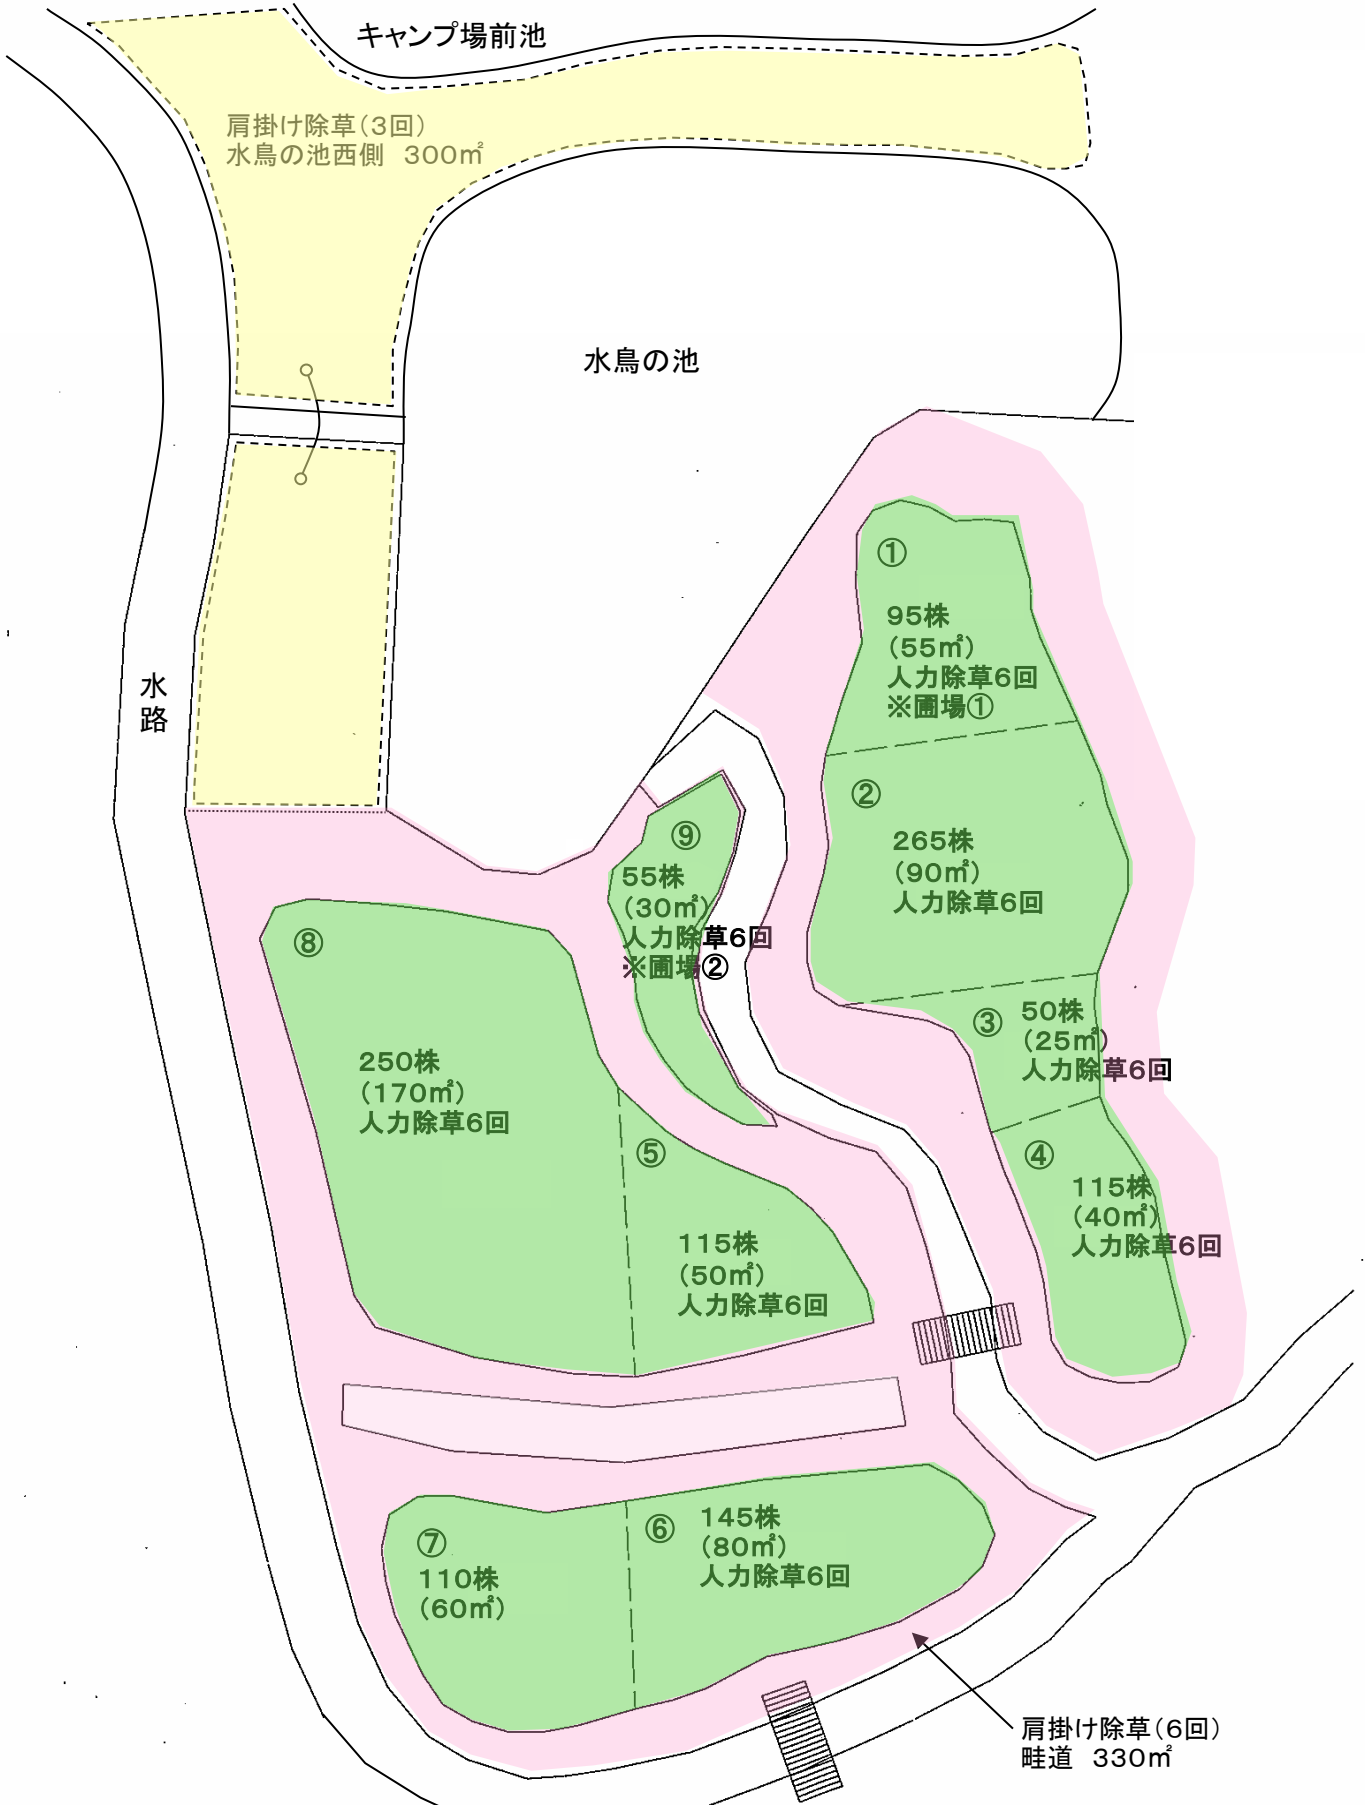 キャンプ場前池
肩掛け除草(3回)
水鳥の池西側 300㎡
水鳥の池
水路
①
95株
(55㎡)
人力除草6回
※圃場①
②
265株
(90㎡)
人力除草6回
③
50株
(25㎡)
人力除草6回
④
115株
(40㎡)
人力除草6回
⑨
55株
(30㎡)
人力除草6回
※圃場②
⑧
250株
(170㎡)
人力除草6回
⑤
115株
(50㎡)
人力除草6回
⑥
145株
(80㎡)
人力除草6回
⑦
110株
(60㎡)
肩掛け除草(6回)
畦道 330㎡